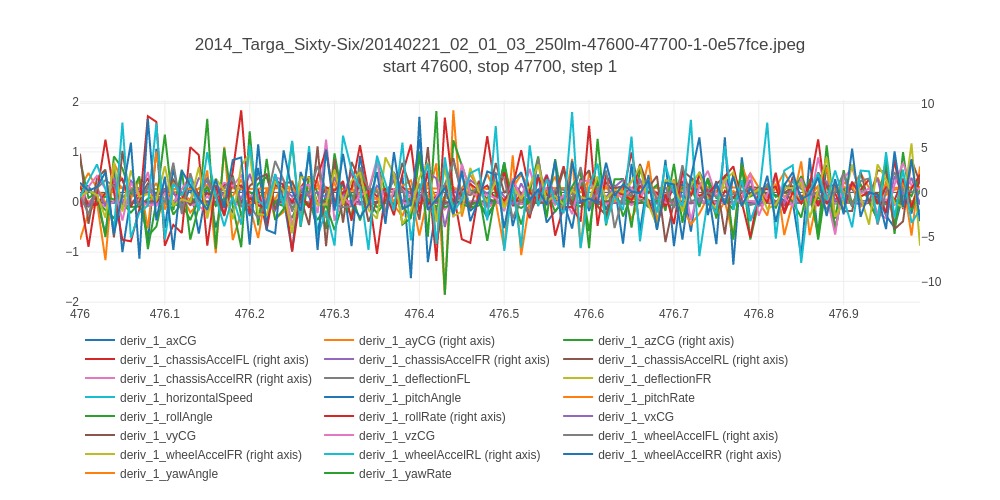 2014_Targa_Sixty-Six/20140221_02_01_03_250lm-47600-47700-1-0e57fce.jpeg
start 47600, stop 47700, step 1
2
1
0
−1
−2
10
5
0
−5
−10
476 476.1 476.2 476.3 476.4 476.5 476.6 476.7 476.8 476.9
deriv_1_axCG deriv_1_ayCG (right axis) deriv_1_azCG (right axis)
deriv_1_chassisAccelFL (right axis) deriv_1_chassisAccelFR (right axis) deriv_1_chassisAccelRL (right axis)
deriv_1_chassisAccelRR (right axis) deriv_1_deflectionFL deriv_1_deflectionFR
deriv_1_horizontalSpeed deriv_1_pitchAngle deriv_1_pitchRate
deriv_1_rollAngle deriv_1_rollRate (right axis) deriv_1_vxCG
deriv_1_vyCG deriv_1_vzCG deriv_1_wheelAccelFL (right axis)
deriv_1_wheelAccelFR (right axis) deriv_1_wheelAccelRL (right axis) deriv_1_wheelAccelRR (right axis)
deriv_1_yawAngle deriv_1_yawRate